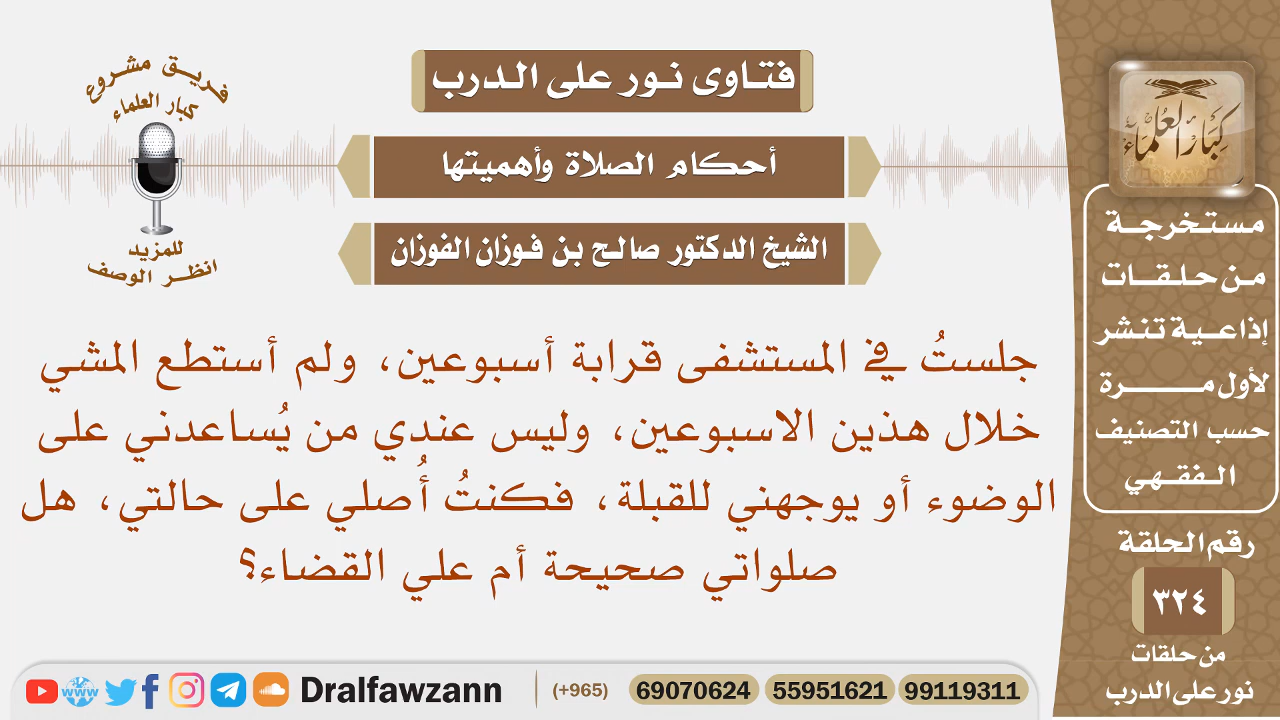 فتاوى نور على الدرب
أحكام الصلاة وأهميتها
الشيخ الدكتور صالح بن فوزان الفوزان
فريق مشروع
كبار العلماء
للمزيد
انظر الوصف
جلستُ في المستشفى قرابة أسبوعين، ولم أستطع المشي
خلال هذين الاسبوعين، وليس عندي من يُساعدني على
الوضوء أو يوجهني للقبلة، فكنتُ أُصلي على حالتي، هل
صلواتي صحيحة أم علي القضاء؟
كبار العلماء
مستخرجة
من حلقات
إذاعية تنشر
لأول مرة
حسب التصنيف
الفقهي
رقم الحلقة
٣٢٤
من حلقات
نور على الدرب
www
Dralfawzann
(+965) 69070624 55951621 99119311